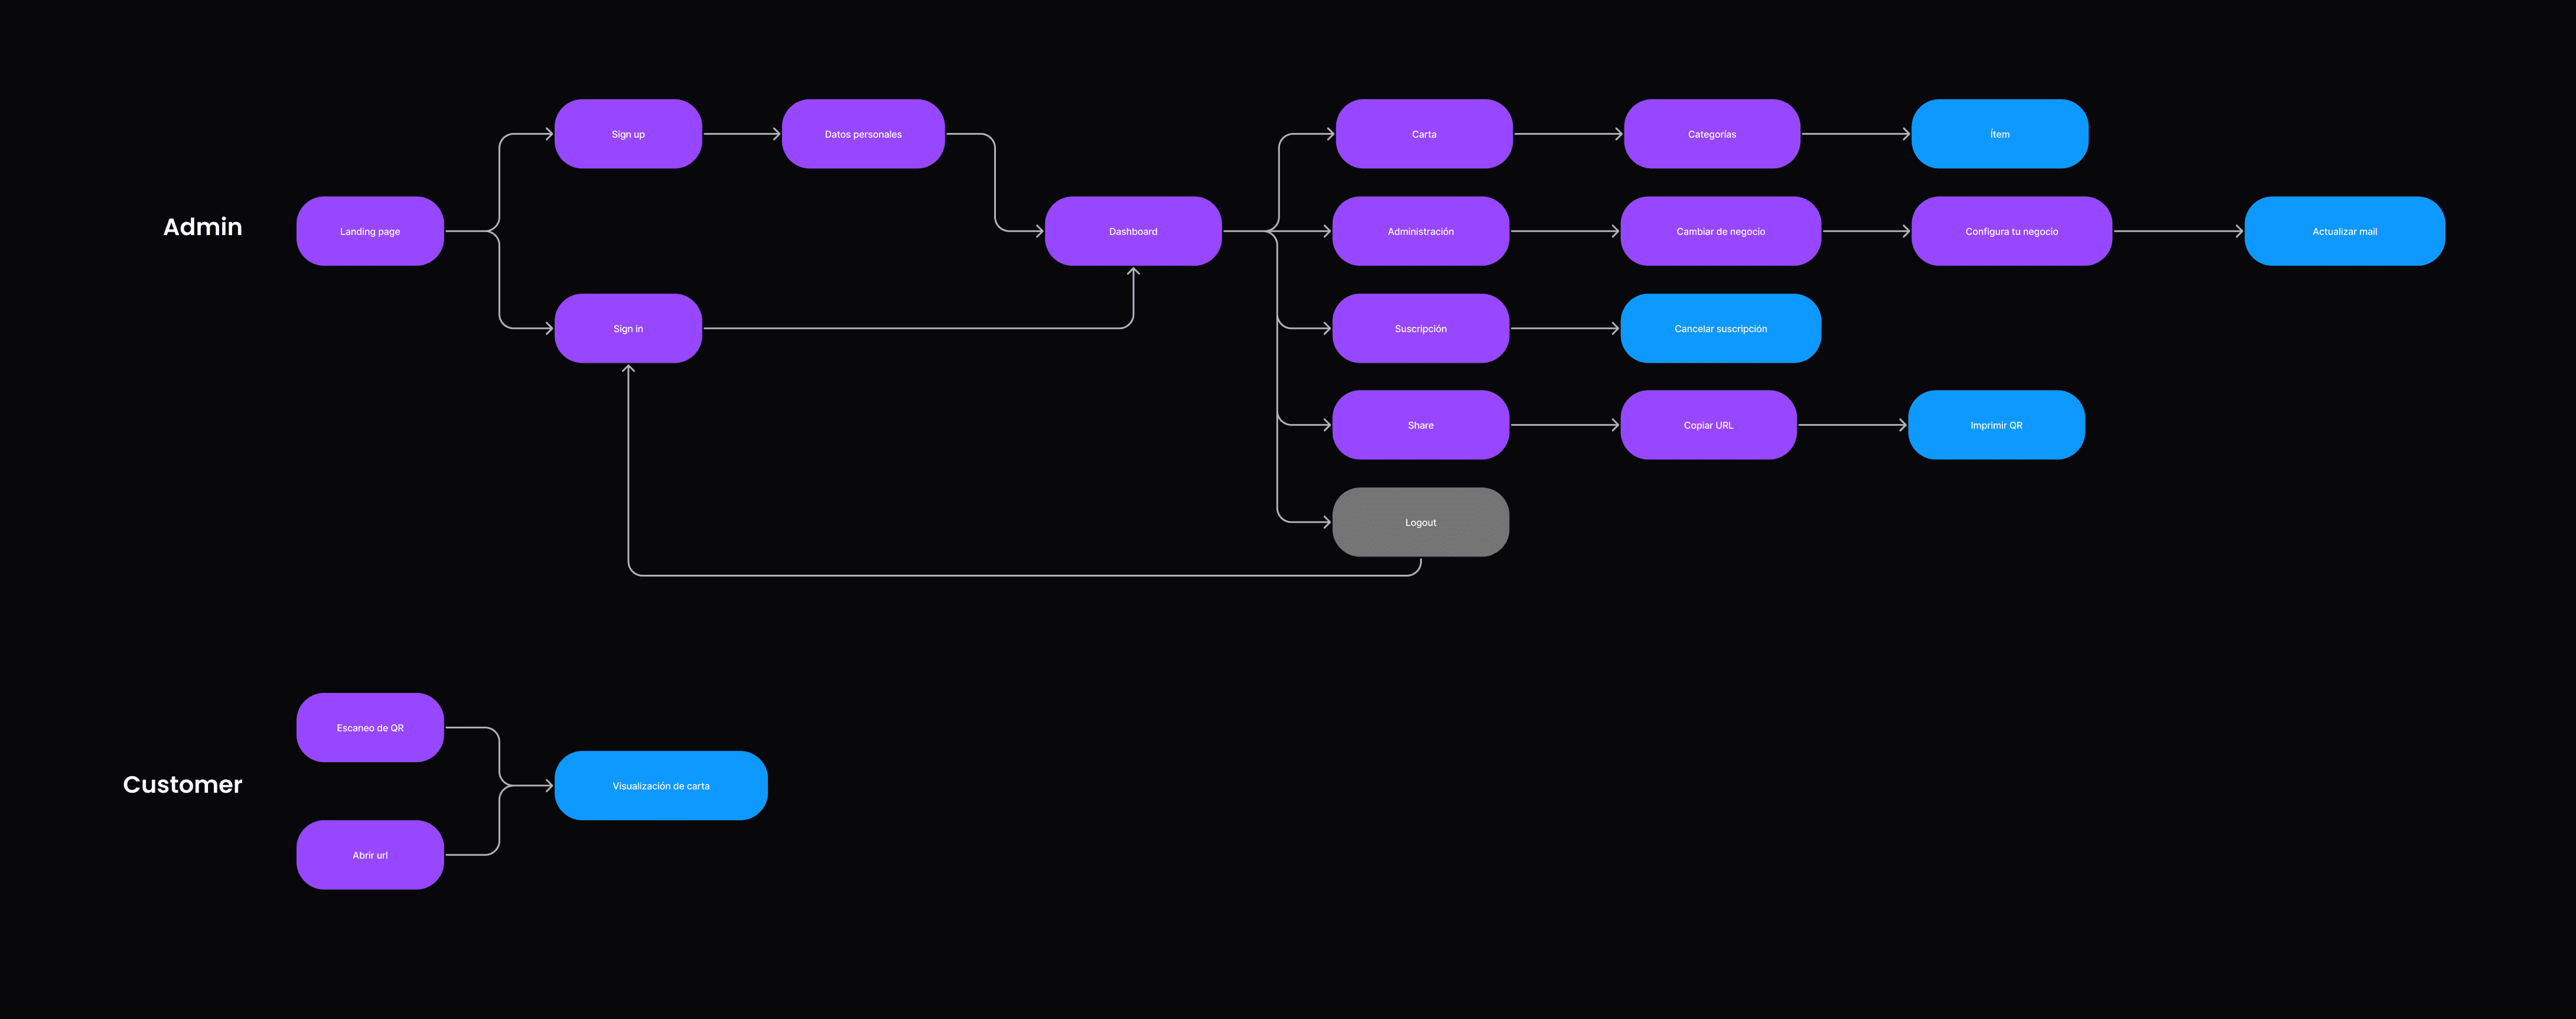 Admin
Landing page
Sign up
Datos personales
Sign in
Dashboard
Carta
Categorías
Ítem
Administración
Cambiar de negocio
Configura tu negocio
Actualizar mail
Suscripción
Cancelar suscripción
Share
Copiar URL
Imprimir QR
Logout
Customer
Escaneo de QR
Abrir url
Visualización de carta